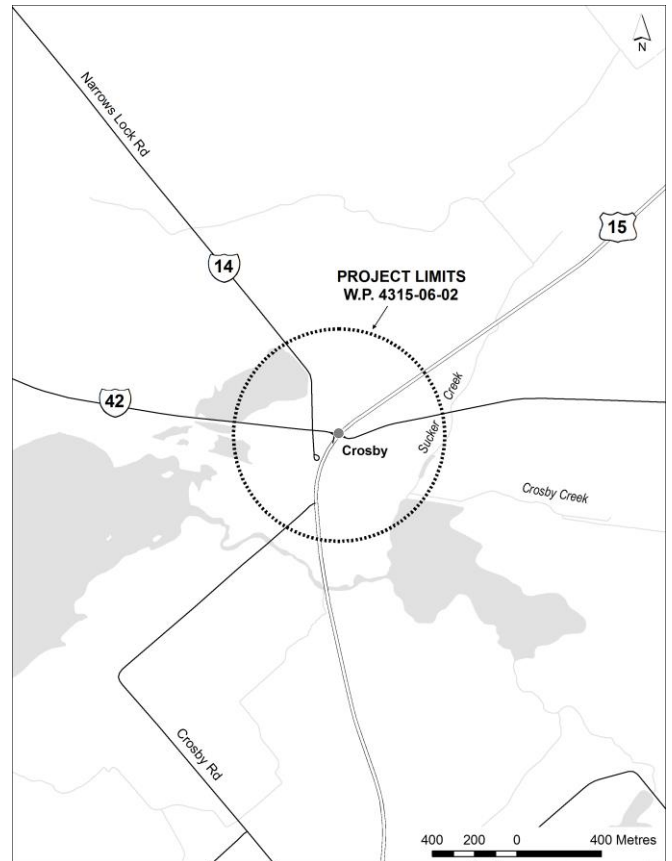 N
Narrows Lock Rd
15
14
PROJECT LIMITS
W.P. 4315-06-02
42
Sucker Creek
Crosby
Crosby Creek
Crosby Rd
400 200 0 400 Metres